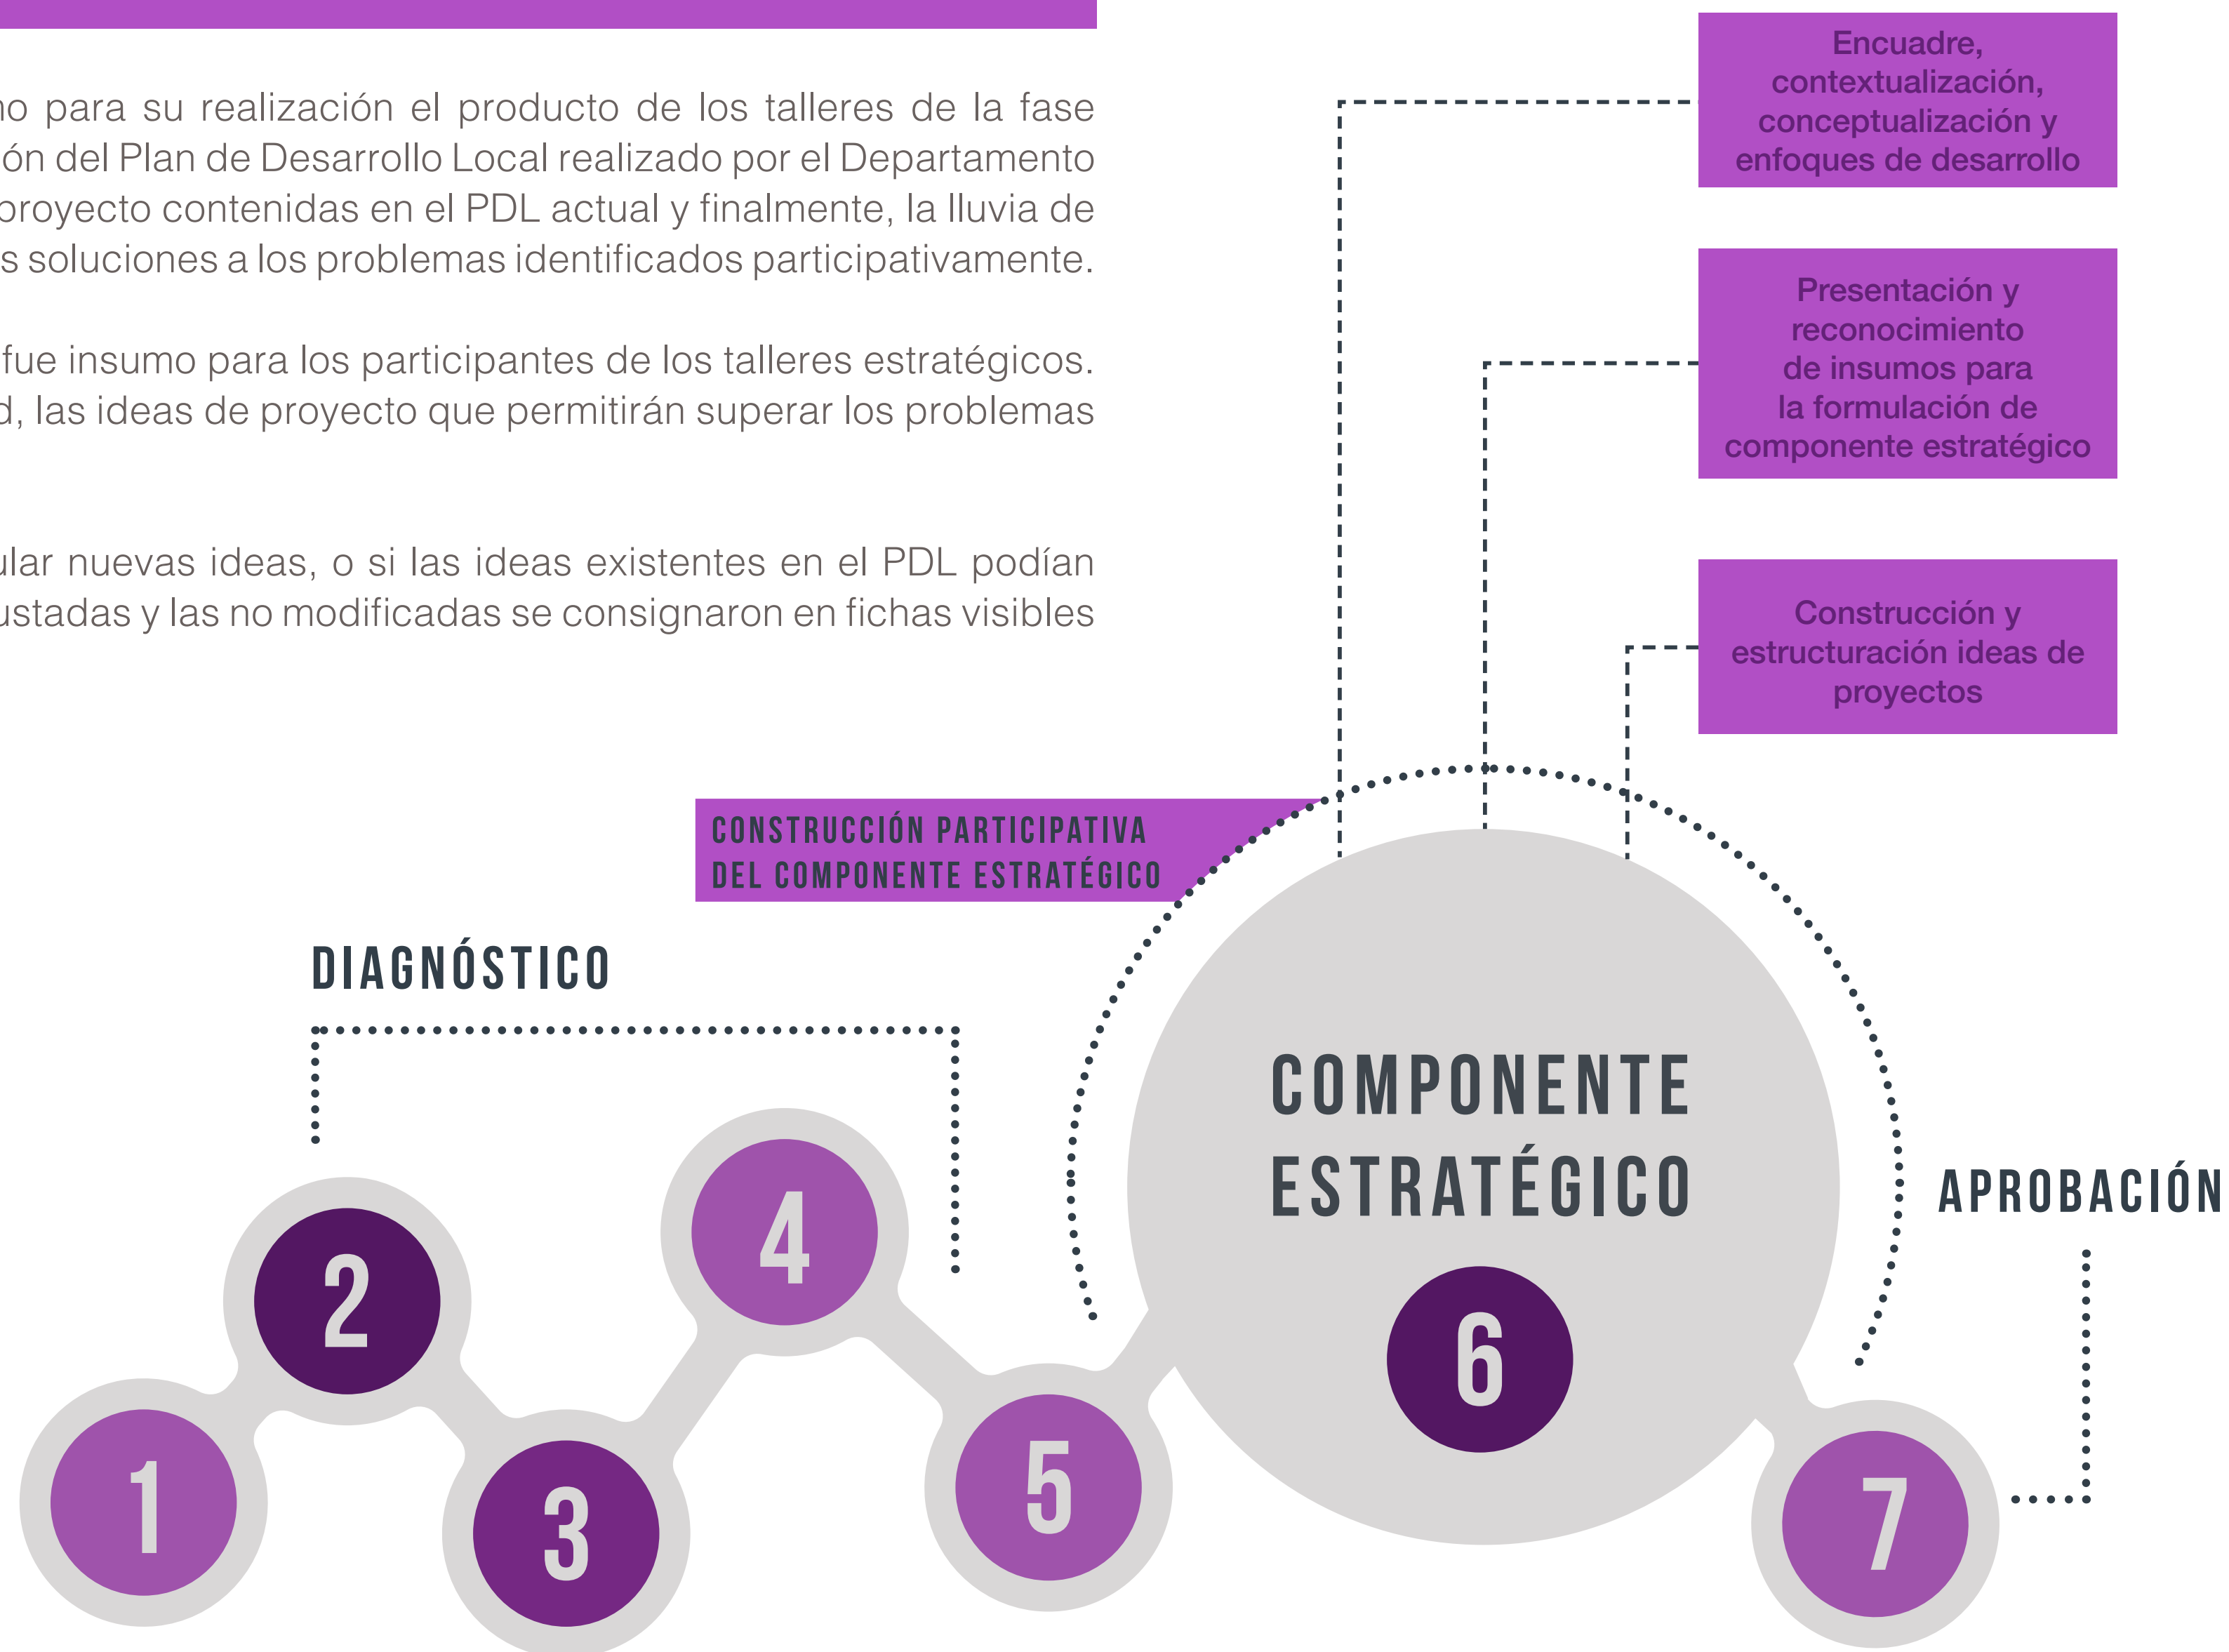 para su realización el producto de los talleres de la fase
del Plan de Desarrollo Local realizado por el Departamento
proyecto contenidas en el PDL actual y finalmente, la lluvia de
soluciones a los problemas identificados participativamente.
fue insumo para los participantes de los talleres estratégicos.
las ideas de proyecto que permitirán superar los problemas
nuevas ideas, o si las ideas existentes en el PDL podían
y las no modificadas se consignaron en fichas visibles
Encuadre,
contextualización,
conceptualización y
enfoques de desarrollo
Presentación y
reconocimiento
de insumos para
la formulación de
componente estratégico
Construcción y
estructuración ideas de
proyectos
CONSTRUCCIÓN PARTICIPATIVA
DEL COMPONENTE ESTRATÉGICO
DIAGNÓSTICO
COMPONENTE
ESTRATÉGICO
APROBACIÓN
1
2
3
4
5
6
7